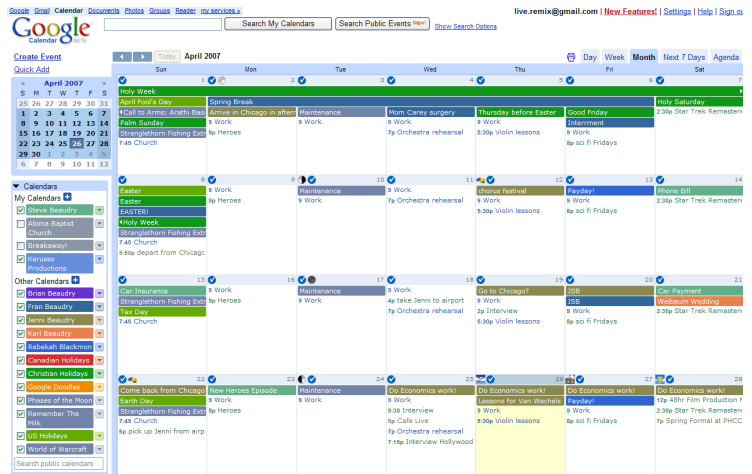 Google Gmail Calendar Documents Photos Groups Reader my services »
live.remix@gmail.com | New Features! | Settings | Help | Sign ou
Google
Calendar BETA
Search My Calendars
Search Public Events New!
Show Search Options
Create Event
Quick Add
Today
April 2007
Day Week Month Next 7 Days Agenda
« April 2007 »
S M T W T F S
25 26 27 28 29 30 31
1 2 3 4 5 6 7
8 9 10 11 12 13 14
15 16 17 18 19 20 21
22 23 24 25 26 27 28
29 30 1 2 3 4 5
6 7 8 9 10 11 12
Calendars
My Calendars
Steve Beaudry
Aloma Baptist
Church
Breakaway!
Kerusso
Productions
Other Calendars
Brian Beaudry
Fran Beaudry
Jenni Beaudry
Karl Beaudry
Rebekah Blackmon
Canadian Holidays
Christian Holidays
Google Doodles
Phases of the Moon
Remember The
Milk
US Holidays
World of Warcraft
Search public calendars
Sun Mon Tue Wed Thu Fri Sat
1 2 3 4 5 6 7
Holy Week
April Fool's Day Spring Break Holy Saturday
Call to Arms: Arathi Basi Arrive in Chicago in aftern Maintenance Mom Carey surgery Thursday before Easter Good Friday 2:30p Star Trek Remaster
Palm Sunday 9 Work 9 Work 9 Work 9 Work Interrment
Stranglethorn Fishing Extr 9p Heroes 7p Orchestra rehearsal 5:30p Violin lessons 9 Work
7:45 Church 8p sci fi Fridays
8 9 10 11 12 13 14
Easter 9 Work Maintenance 9 Work chorus festival Payday! Phone Bill
Easter 9p Heroes 9 Work 7p Orchestra rehearsal 9 Work 9 Work 2:30p Star Trek Remastere
EASTER! 5:30p Violin lessons 8p sci fi Fridays
Holy Week
Stranglethorn Fishing Extr
7:45 Church
5:50p depart from Chicago
15 16 17 18 19 20 21
Car Insurance 9 Work Maintenance 9 Work Go to Chicago? JSB Car Payment
Stranglethorn Fishing Extr 9p Heroes 9 Work 4p take Jenni to airport 9 Work JSB Welbaum Wedding
Tax Day 7p Orchestra rehearsal 2p Interview 9 Work 2:30p Star Trek Remastere
7:45 Church 5:30p Violin lessons 8p sci fi Fridays
22 23 24 25 26 27 28
Come back from Chicago New Heroes Episode Maintenance Do Economics work! Do Economics work! Do Economics work! Do Economics work!
Earth Day 9 Work 9 Work 9 Work Lessons for Van Wechels Payday! 12p 48hr Film Production f
Stranglethorn Fishing Extr 9p Heroes 9:30 Interview 9 Work 9 Work 2:30p Star Trek Remastere
7:45 Church 5p Cafe Live 5:30p Violin lessons 8p sci fi Fridays 7p Spring Formal at PHCC
6p pick up Jenni from airp 7p Orchestra rehearsal
7:15p Interview Hollywood